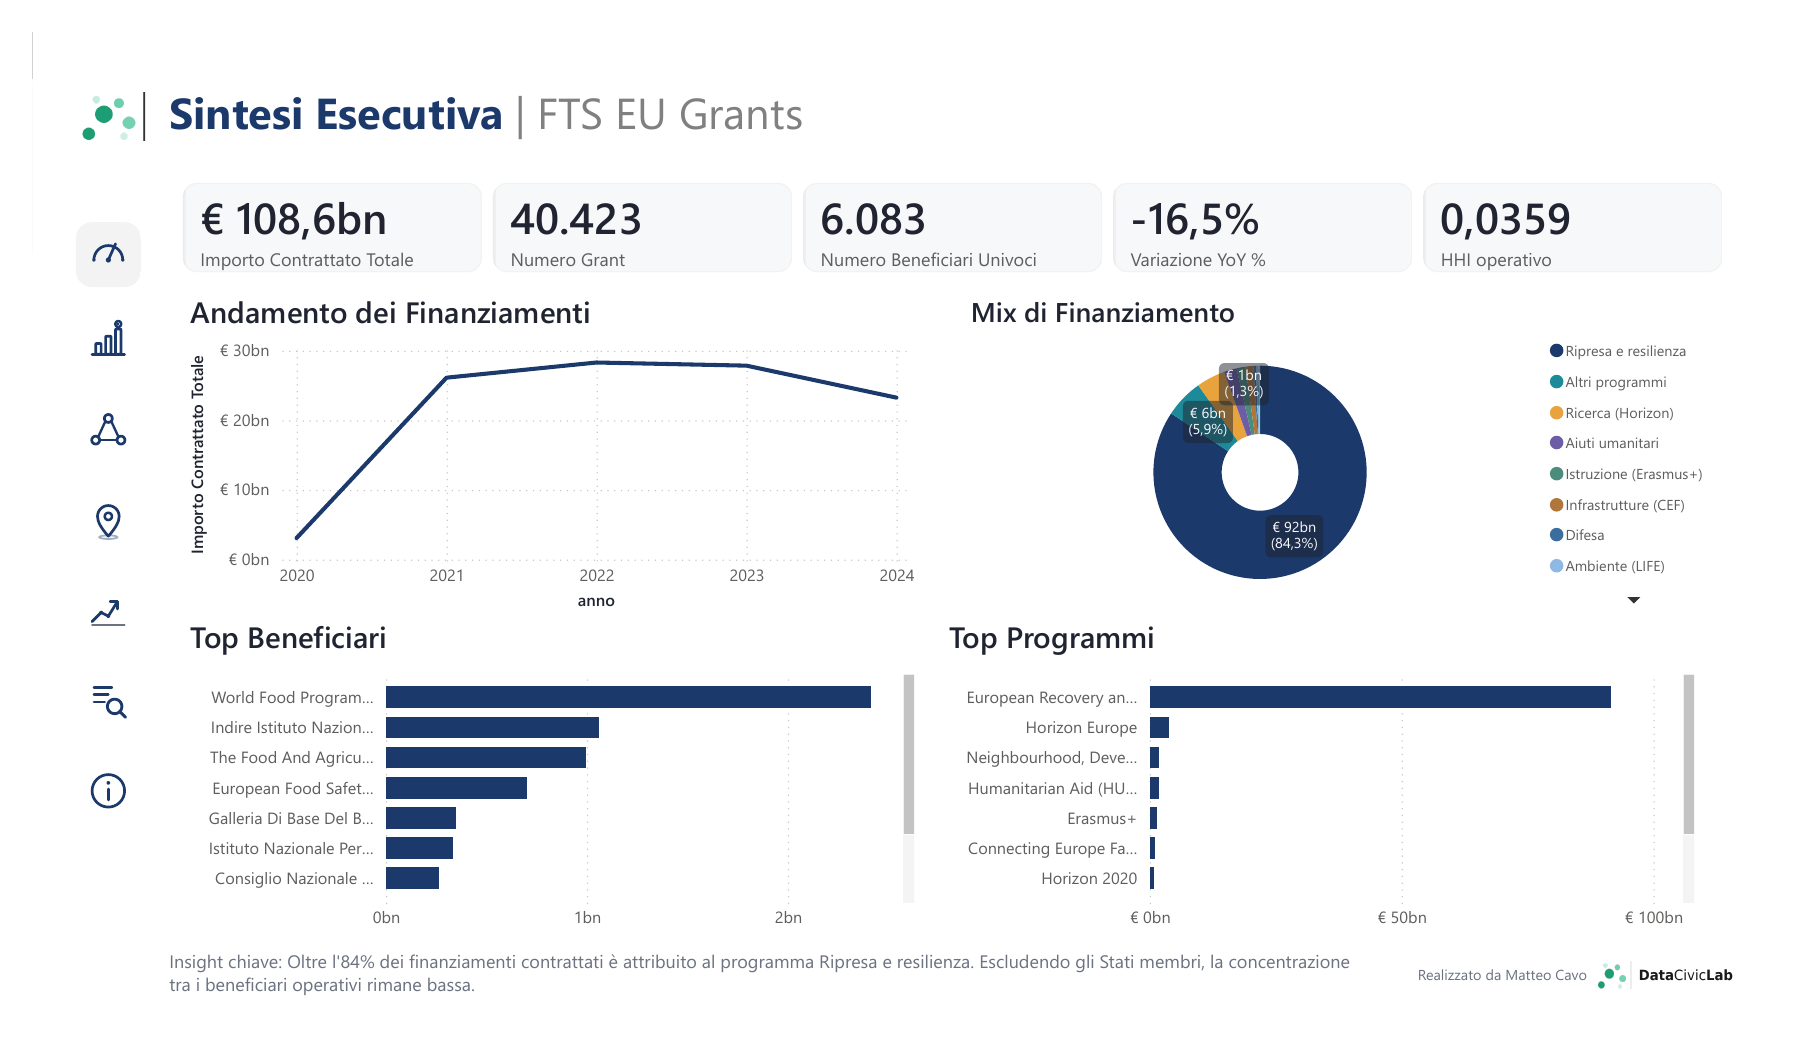 Sintesi Esecutiva | FTS EU Grants
€ 108,6bn
Importo Contrattato Totale
40.423
Numero Grant
6.083
Numero Beneficiari Univoci
-16,5%
Variazione YoY %
0,0359
HHI operativo
Andamento dei Finanziamenti
Importo Contrattato Totale
€ 30bn
€ 20bn
€ 10bn
€ 0bn
2020
2021
2022
2023
2024
anno
Mix di Finanziamento
€ 1bn
(1,3%)
€ 6bn
(5,9%)
€ 92bn
(84,3%)
Ripresa e resilienza
Altri programmi
Ricerca (Horizon)
Aiuti umanitari
Istruzione (Erasmus+)
Infrastrutture (CEF)
Difesa
Ambiente (LIFE)
Top Beneficiari
World Food Program...
Indire Istituto Nazion...
The Food And Agricu...
European Food Safet...
Galleria Di Base Del B...
Istituto Nazionale Per...
Consiglio Nazionale ...
0bn
1bn
2bn
Top Programmi
European Recovery an...
Horizon Europe
Neighbourhood, Deve...
Humanitarian Aid (HU...
Erasmus+
Connecting Europe Fa...
Horizon 2020
€ 0bn
€ 50bn
€ 100bn
Insight chiave: Oltre l'84% dei finanziamenti contrattati è attribuito al programma Ripresa e resilienza. Escludendo gli Stati membri, la concentrazione
tra i beneficiari operativi rimane bassa.
Realizzato da Matteo Cavo
DataCivicLab